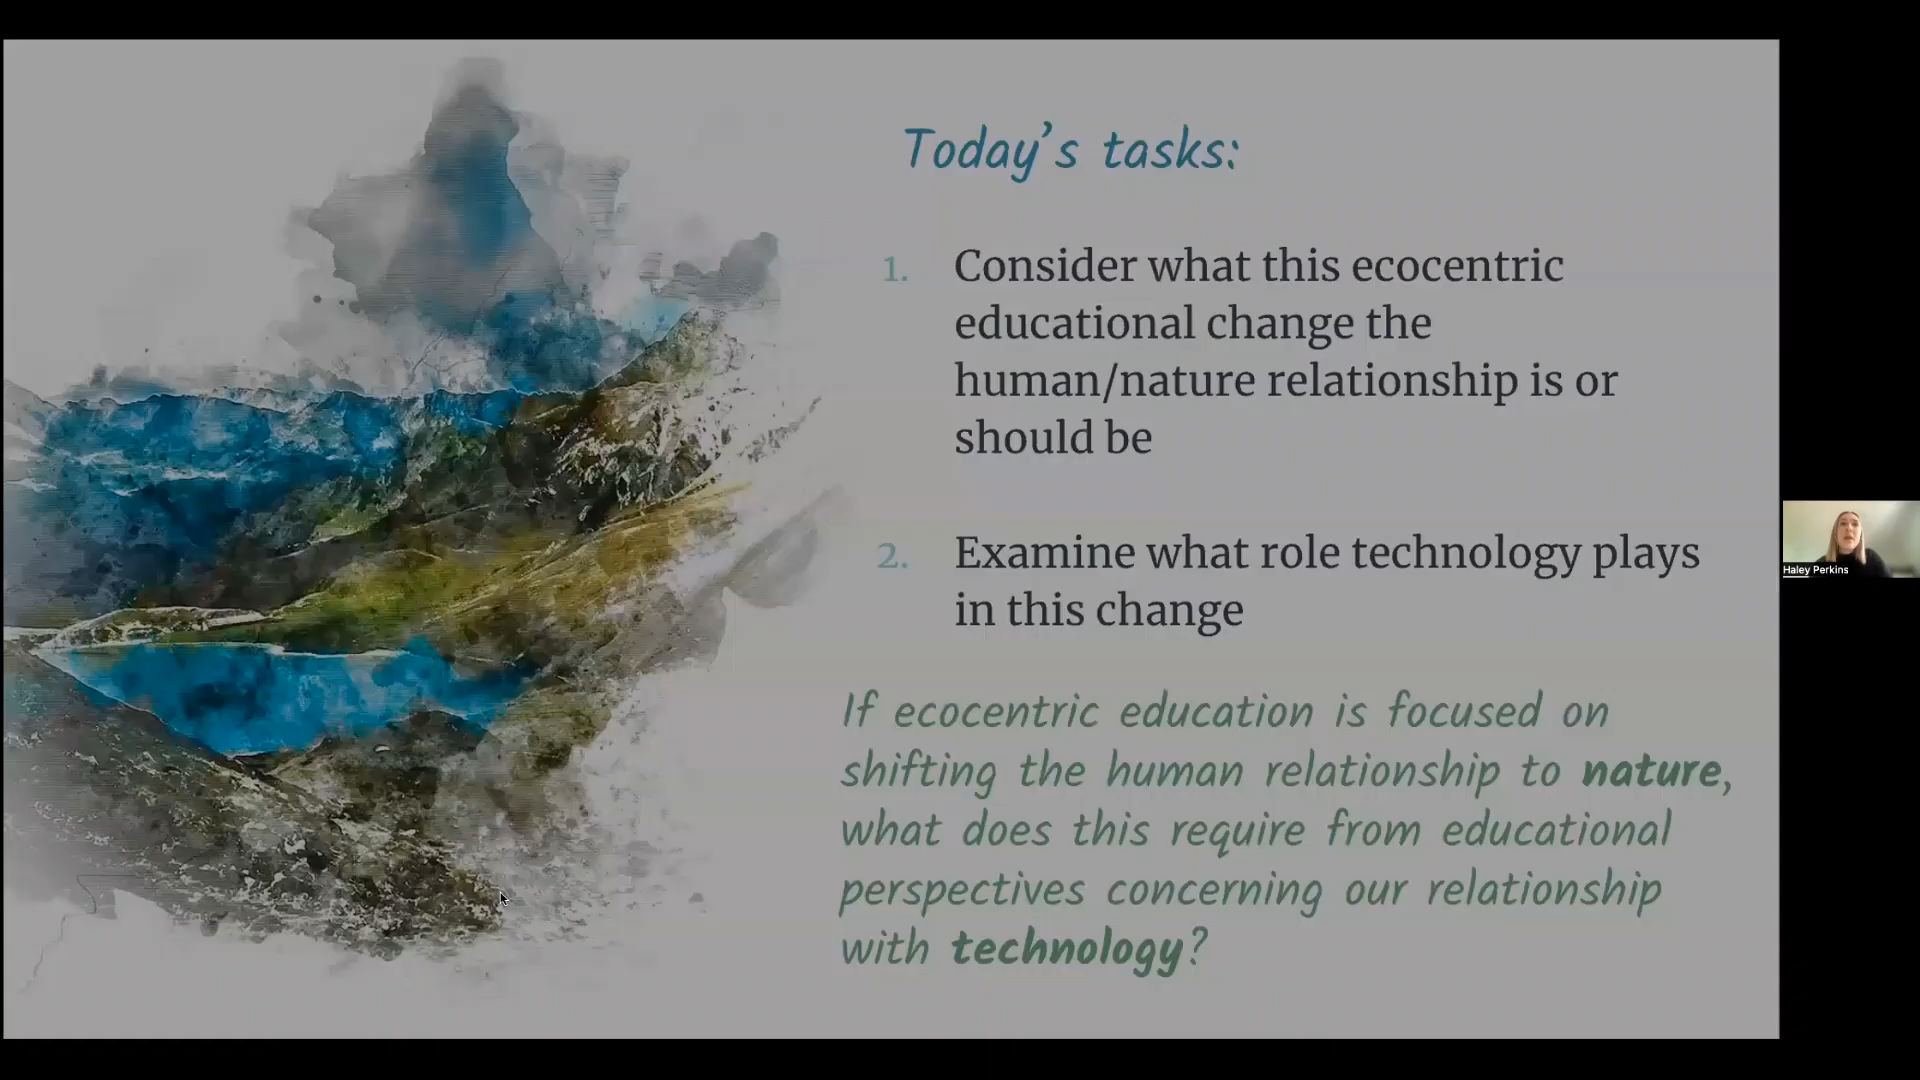 Today's tasks:
1. Consider what this ecocentric
educational change the
human/nature relationship is or
should be
2. Examine what role technology plays
in this change
If ecocentric education is focused on
shifting the human relationship to nature,
what does this require from educational
perspectives concerning our relationship
with technology?
Haley Perkins